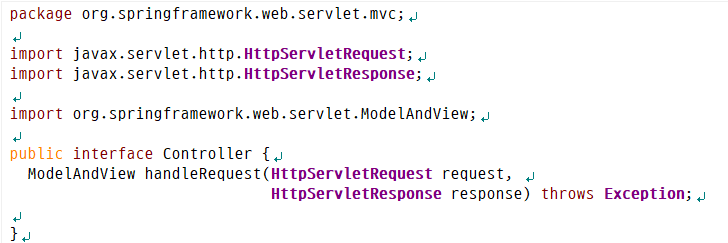 package org.springframework.web.servlet.mvc;
import javax.servlet.http.HttpServletRequest;
import javax.servlet.http.HttpServletResponse;
import org.springframework.web.servlet.ModelAndView;
public interface Controller {
ModelAndView handleRequest(HttpServletRequest request,
HttpServletResponse response) throws Exception;
}